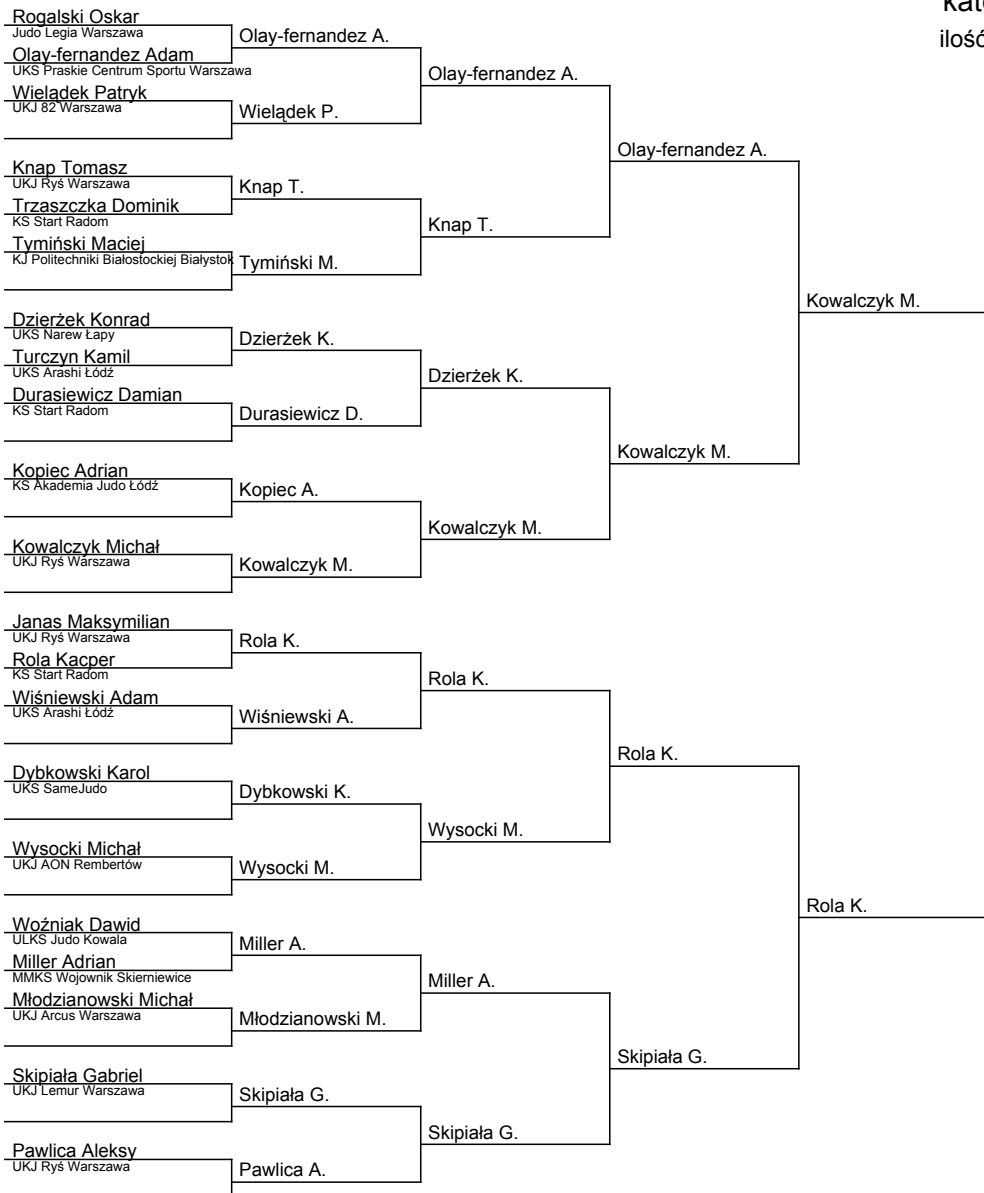 kate
ilość
Rogalski Oskar
Judo Legia Warszawa
Olay-fernandez Adam
UKS Praskie Centrum Sportu Warszawa
Wielądek Patryk
UKJ 82 Warszawa
Knap Tomasz
UKJ Ryś Warszawa
Trzaszczka Dominik
KS Start Radom
Tymiński Maciej
KJ Politechniki Białostockiej Białystok
Dzierżek Konrad
UKS Narew Łapy
Turczyn Kamil
UKS Arashi Łódź
Durasiewicz Damian
KS Start Radom
Kopiec Adrian
KS Akademia Judo Łódź
Kowalczyk Michał
UKJ Ryś Warszawa
Janas Maksymilian
UKJ Ryś Warszawa
Rola Kacper
KS Start Radom
Wiśniewski Adam
UKS Arashi Łódź
Dybkowski Karol
UKS SameJudo
Wysocki Michał
UKJ AON Rembertów
Woźniak Dawid
ULKS Judo Kowala
Miller Adrian
MMKS Wojownik Skierniewice
Młodzianowski Michał
UKJ Arcus Warszawa
Skipiała Gabriel
UKJ Lemur Warszawa
Pawlica Aleksy
UKJ Ryś Warszawa
Olay-fernandez A.
Wielądek P.
Knap T.
Tymiński M.
Dzierżek K.
Durasiewicz D.
Kopiec A.
Kowalczyk M.
Rola K.
Wiśniewski A.
Dybkowski K.
Wysocki M.
Miller A.
Młodzianowski M.
Skipiała G.
Pawlica A.
Olay-fernandez A.
Knap T.
Dzierżek K.
Kowalczyk M.
Rola K.
Wysocki M.
Miller A.
Skipiała G.
Olay-fernandez A.
Kowalczyk M.
Rola K.
Skipiała G.
Kowalczyk M.
Rola K.